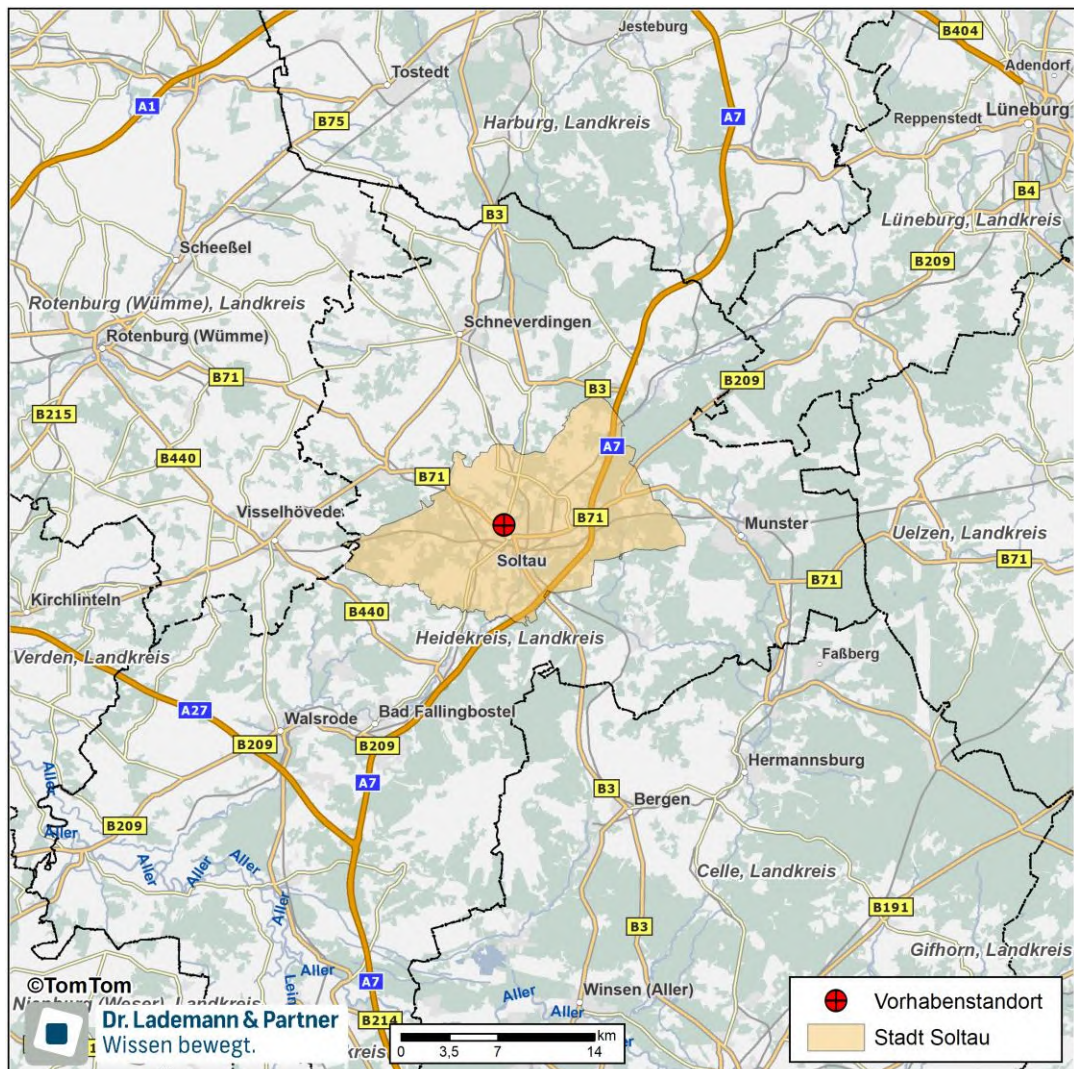 Jesteburg
B404
Adendorf
Tostedt
A1
B75
Harburg, Landkreis
A7
Reppenstedt
Lüneburg
B4
B3
Lüneburg, Landkreis
Scheeßel
B209
Rotenburg (Wümme), Landkreis
Rotenburg (Wümme)
Schneverdingen
B71
B3
B209
B215
A7
B440
B71
Visselhövede
B71
Munster
Soltau
Uelzen, Landkreis
B71
B71
Kirchlinteln
B440
Heidekreis, Landkreis
Verden, Landkreis
Faßberg
A27
Walsrode
Bad Fallingbostel
B209
B209
Hermannsburg
A7
Aller
B3
Bergen
Aller
B209
Aller
Aller
Aller
Celle, Landkreis
Aller
B191
B3
Gifhorn, Landkreis
Aller
A7
©TomTom
Aller
Winsen (Aller)
Vorhabenstandort
Dr. Lademann & Partner
Wissen bewegt.
B214
km
0 3,5 7 14
Stadt Soltau